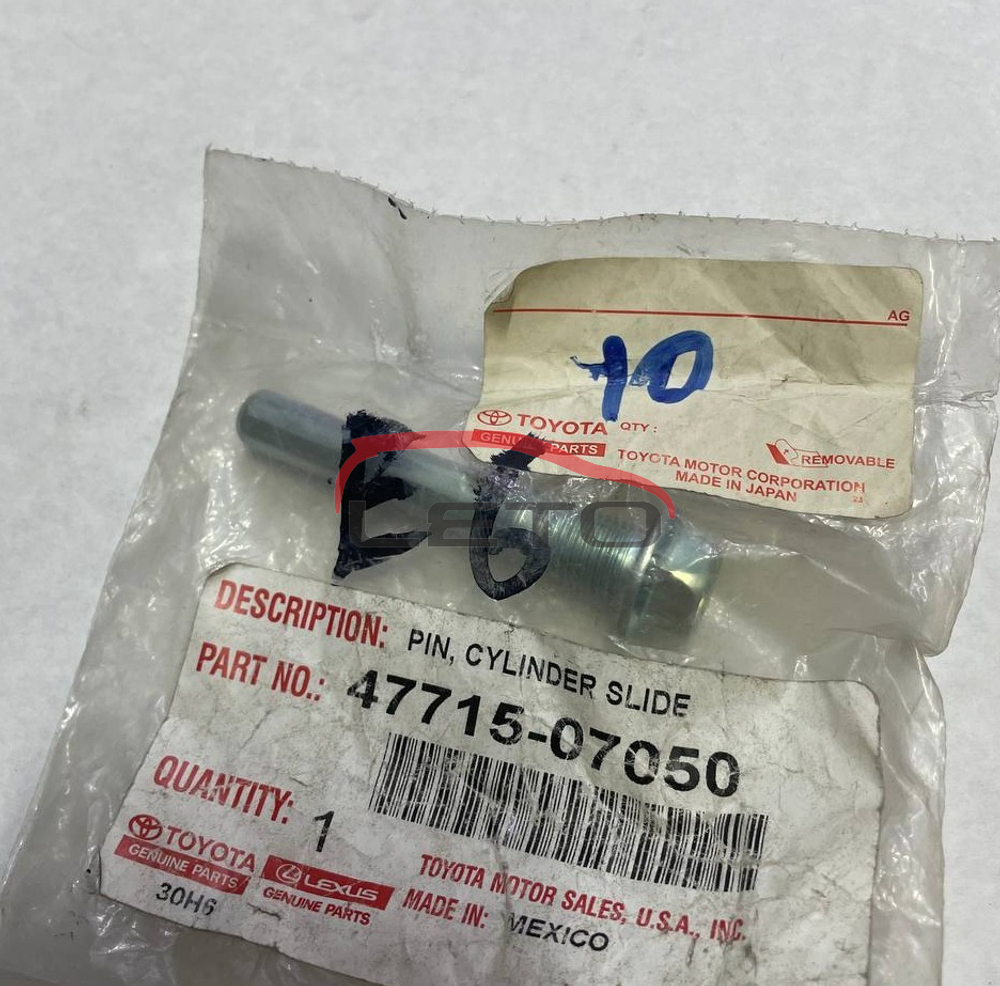 AG
10
TOYOTA QTY :
GENUINE PARTS
REMOVABLE
TOYOTA MOTOR CORPORATION
MADE IN JAPAN
E6
LETO
DESCRIPTION: PIN, CYLINDER SLIDE
PART NO.: 47715-07050
QUANTITY: 1
TOYOTA
GENUINE PARTS
LEXUS
GENUINE PARTS
30H6
TOYOTA MOTOR SALES, U.S.A., INC.
MADE IN: MEXICO